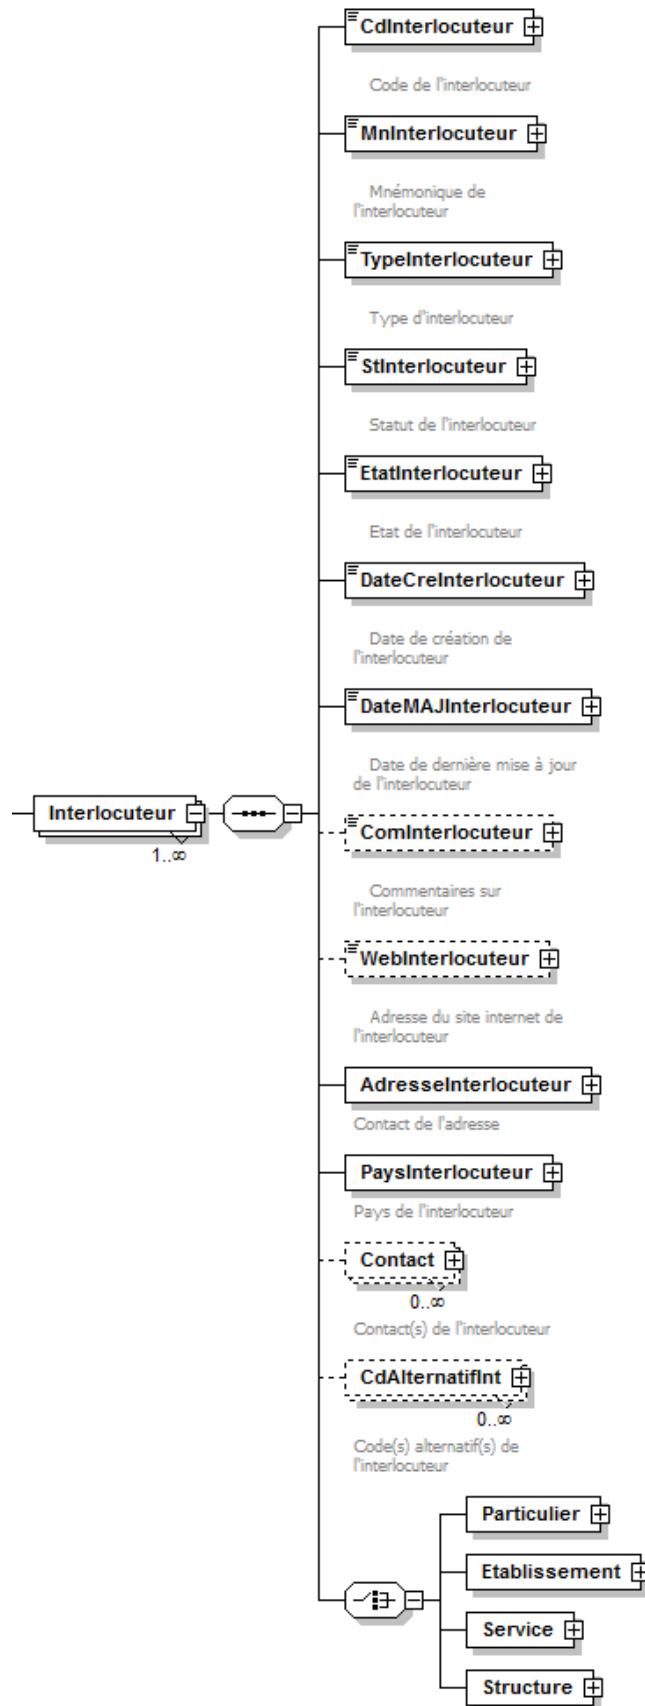 CdInterlocuteur
Code de l'interlocuteur
MnInterlocuteur
Mnémonique de
l'interlocuteur
TypeInterlocuteur
Type d'interlocuteur
StInterlocuteur
Statut de l'interlocuteur
EtatInterlocuteur
Etat de l'interlocuteur
DateCreInterlocuteur
Date de création de
l'interlocuteur
DateMAJInterlocuteur
Date de dernière mise à jour
de l'interlocuteur
Interlocuteur
1..∞
ComInterlocuteur
Commentaires sur
l'interlocuteur
WebInterlocuteur
Adresse du site internet de
l'interlocuteur
AdresseInterlocuteur
Contact de l'adresse
PaysInterlocuteur
Pays de l'interlocuteur
Contact
0..∞
Contact(s) de l'interlocuteur
CdAlternatifInt
0..∞
Code(s) alternatif(s) de
l'interlocuteur
Particulier
Etablissement
Service
Structure